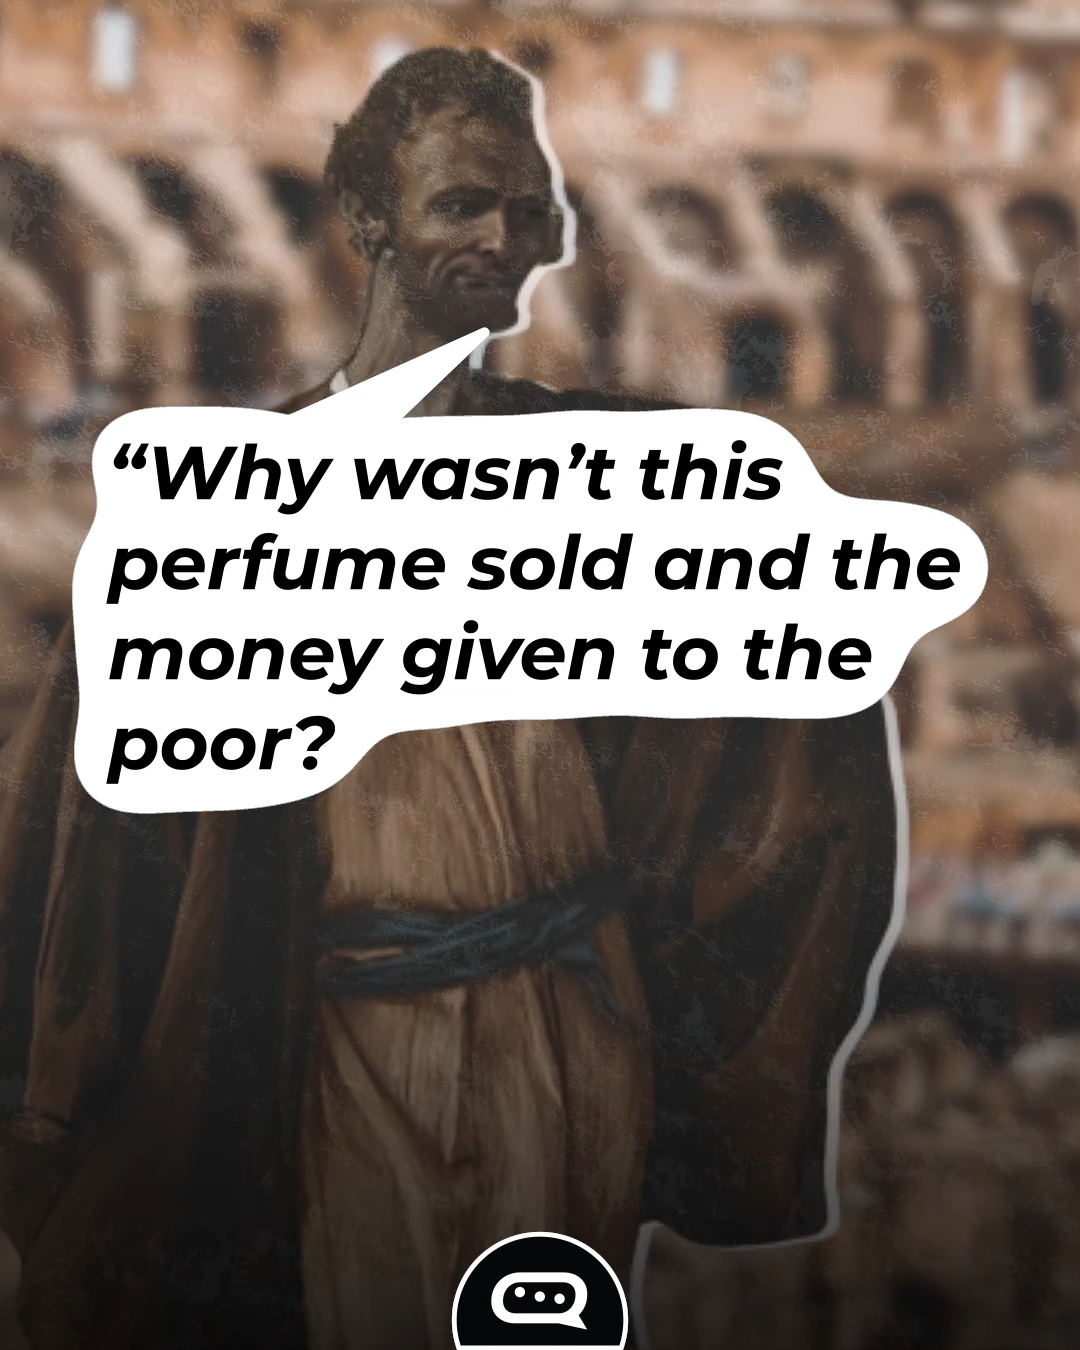 “Why wasn’t this
perfume sold and the
money given to the
poor?